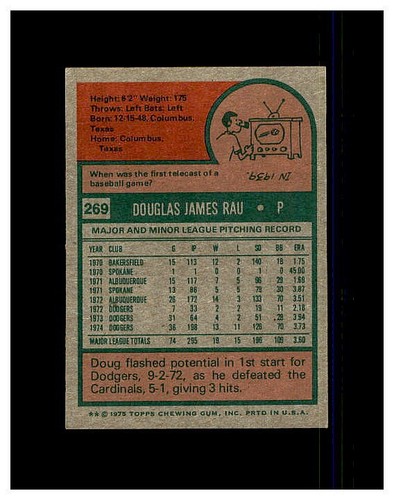 Height: 6'2" Weight: 175
Throws: Left Bats: Left
Born: 12-15-48, Columbus,
Texas
Home: Columbus,
Texas
When was the first telecast of a
baseball game?
IN 1939.
269 DOUGLAS JAMES RAU • P
MAJOR AND MINOR LEAGUE PITCHING RECORD
YEAR CLUB G IP W L SO BB ERA
1970 BAKERSFIELD 15 113 12 2 140 18 1.75
1970 SPOKANE 1 1 0 1 1 0 45.00
1971 ALBUQUERQUE 15 117 7 5 96 29
1971 SPOKANE 13 86 5 5 78 30 3.87
1972 ALBUQUERQUE 26 172 14 3 133 70 3.51
1972 DODGERS 7 33 2 2 19 11 2.18
1973 DODGERS 31 64 4 2 51 28 3.94
1974 DODGERS 36 198 13 11 126 70 3.73
MAJOR LEAGUE TOTALS 74 295 19 15 196 109 3.60
Doug flashed potential in 1st start for
Dodgers, 9-2-72, as he defeated the
Cardinals, 5-1, giving 3 hits.
** © 1975 TOPPS CHEWING GUM, INC. PRTD IN U.S.A.